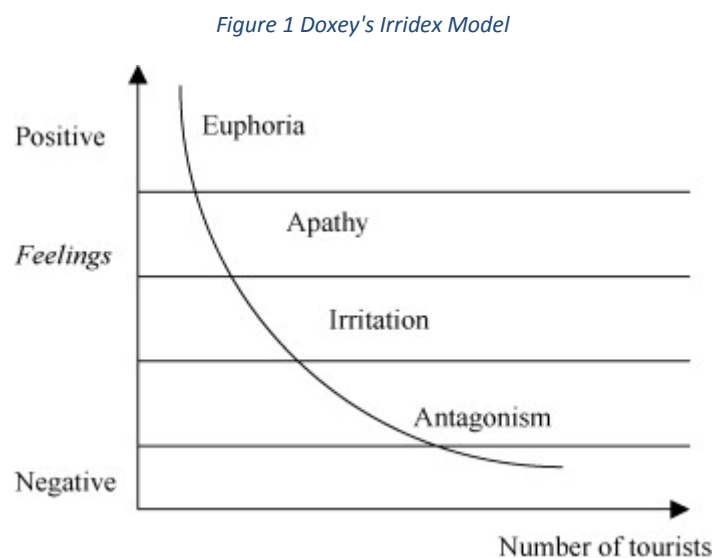 Figure 1 Doxey's Irridex Model
Positive
Euphoria
Apathy
Feelings
Irritation
Antagonism
Negative
Number of tourists